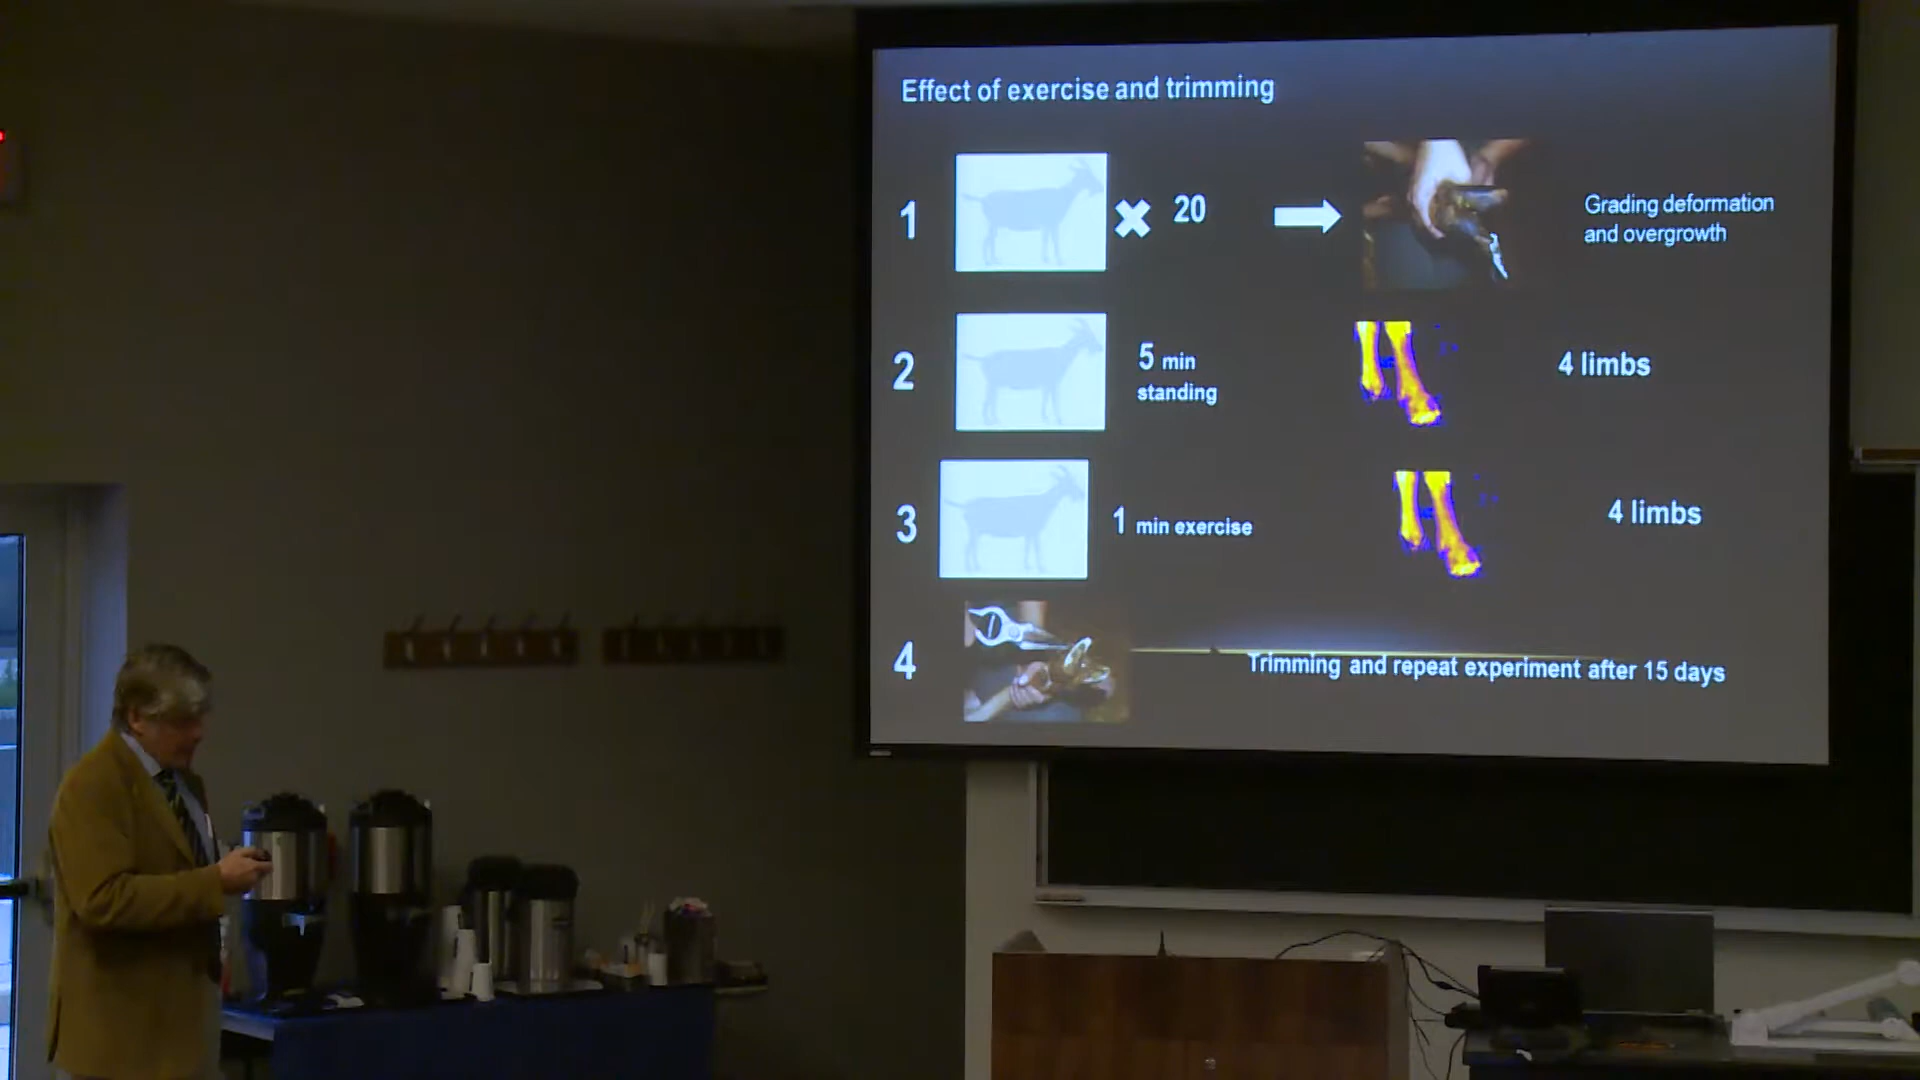 Effect of exercise and trimming
1
20
Grading deformation
and overgrowth
2
5 min
standing
4 limbs
3
1 min exercise
4 limbs
4
Trimming and repeat experiment after 15 days